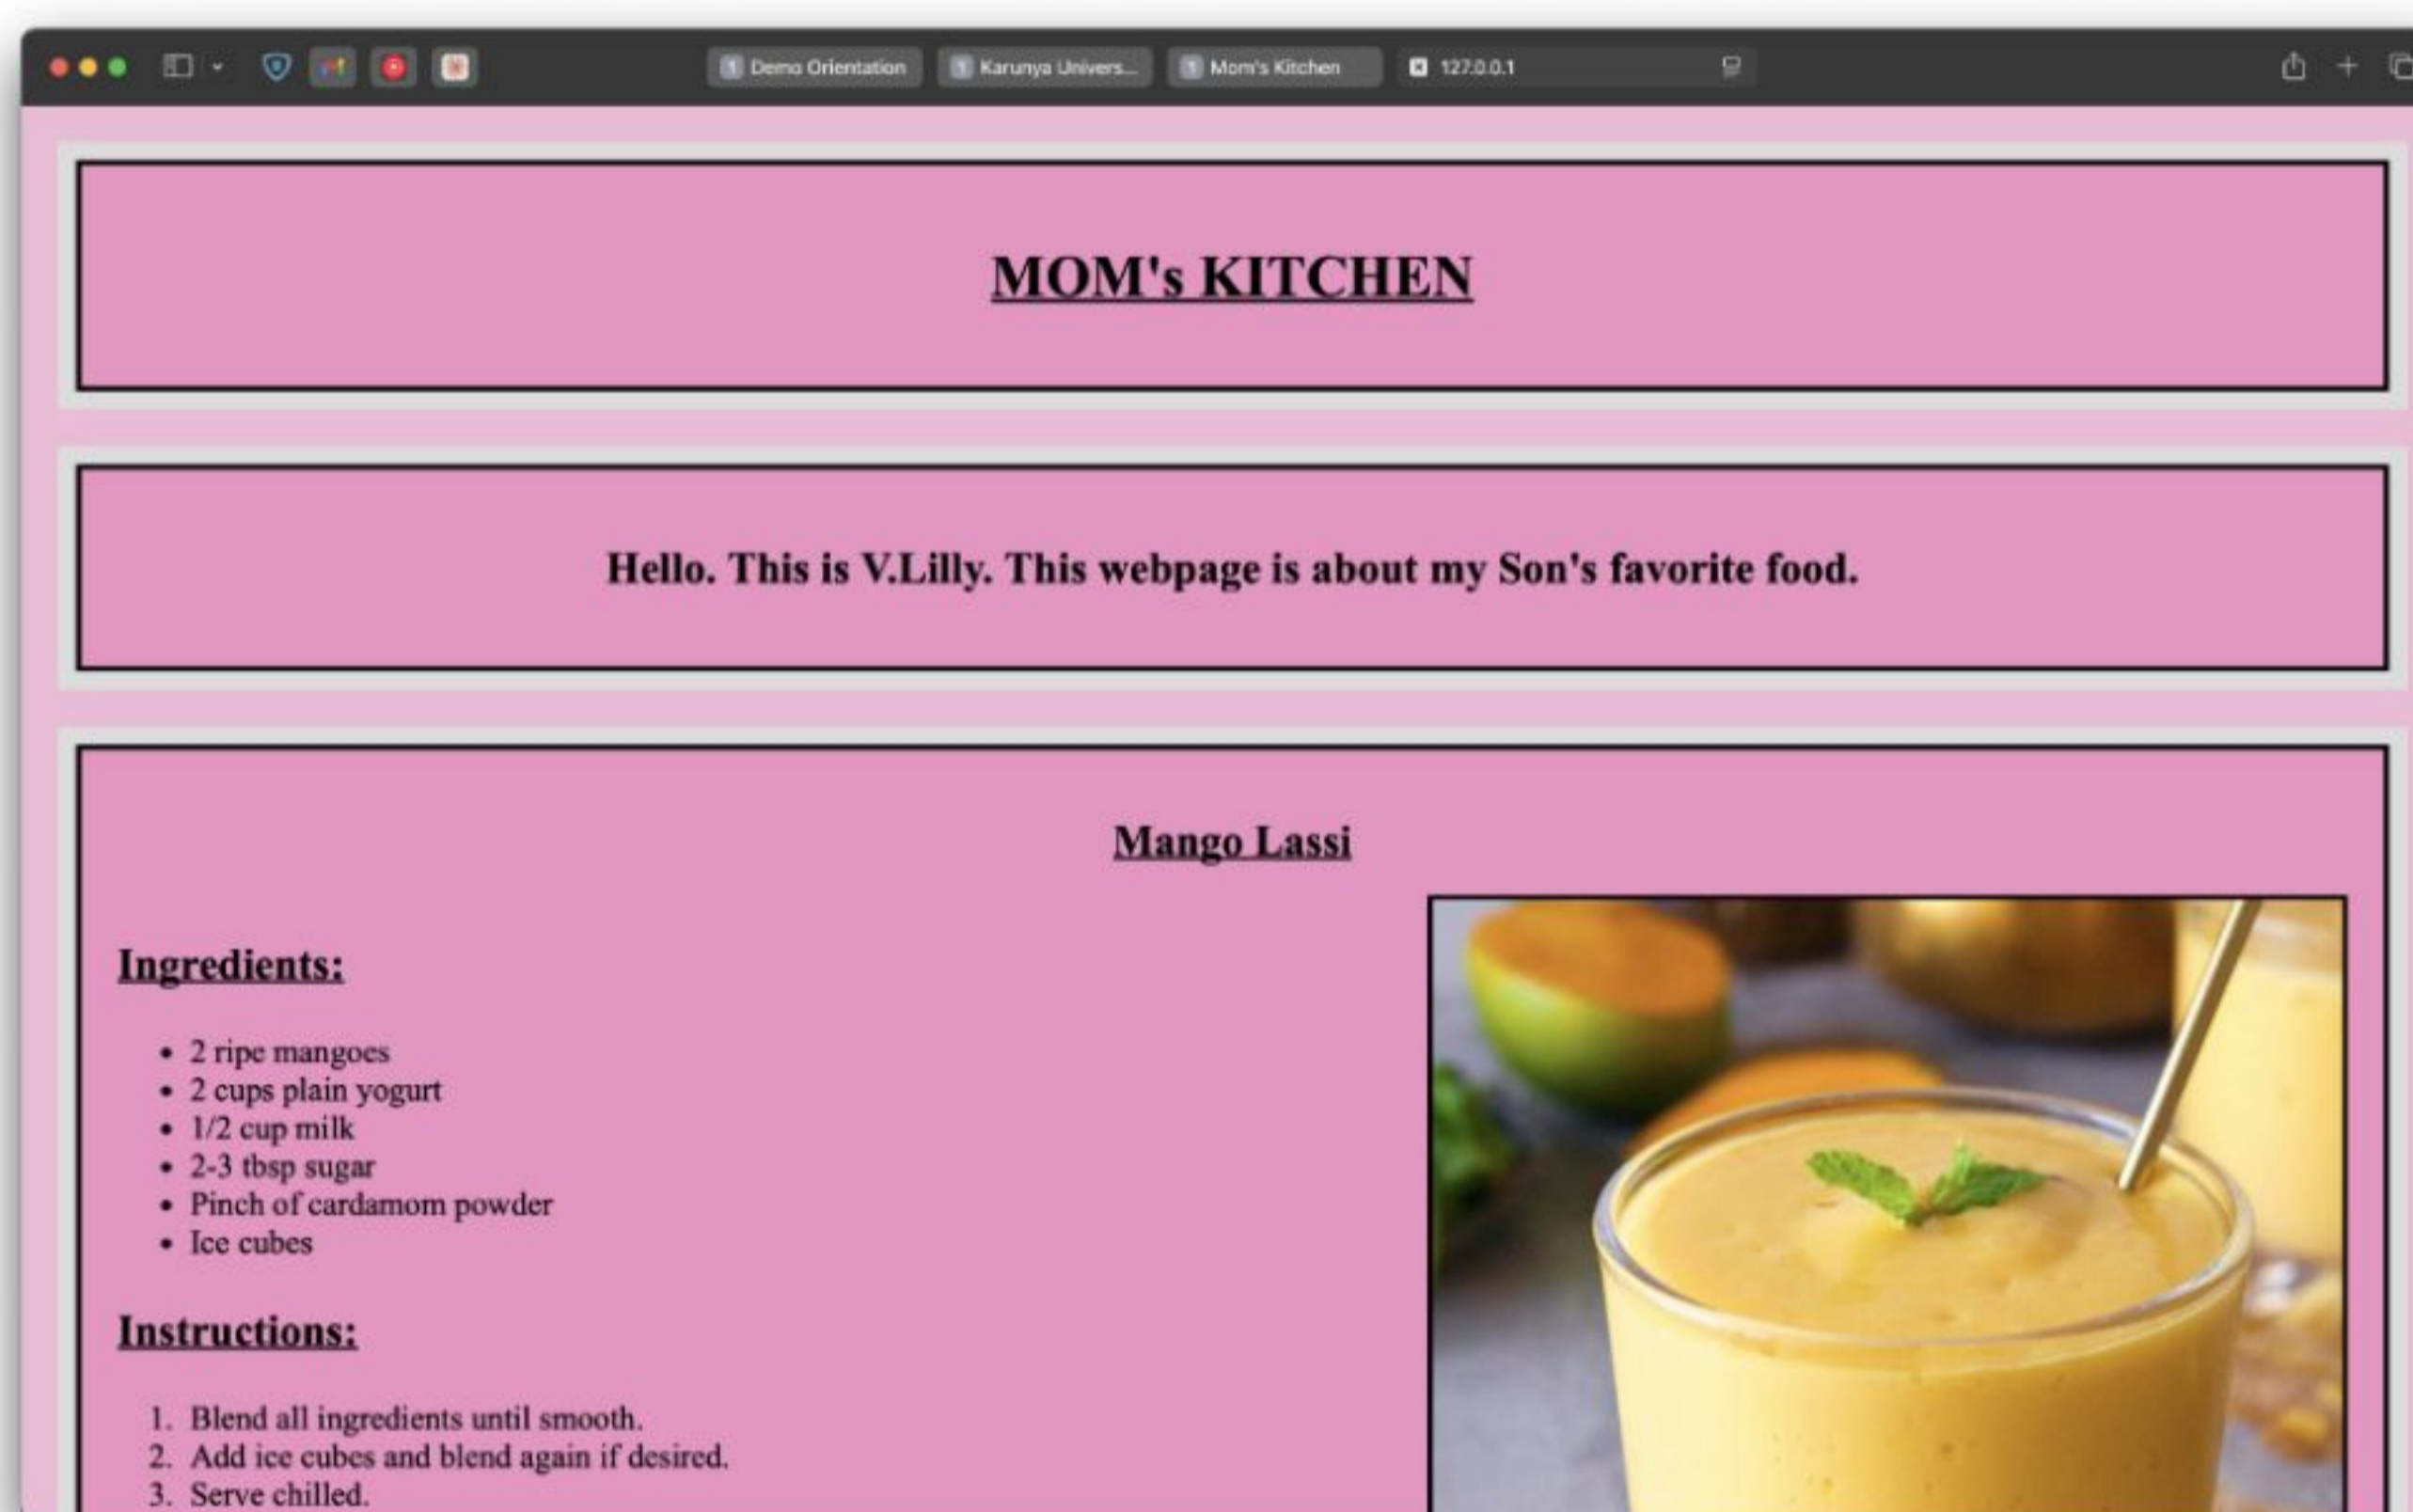 Demo Orientation
Karunya Univers...
Mom's Kitchen
127.0.0.1
MOM's KITCHEN
Hello. This is V.Lilly. This webpage is about my Son's favorite food.
Mango Lassi
Ingredients:
• 2 ripe mangoes
• 2 cups plain yogurt
• 1/2 cup milk
• 2-3 tbsp sugar
• Pinch of cardamom powder
• Ice cubes
Instructions:
1. Blend all ingredients until smooth.
2. Add ice cubes and blend again if desired.
3. Serve chilled.